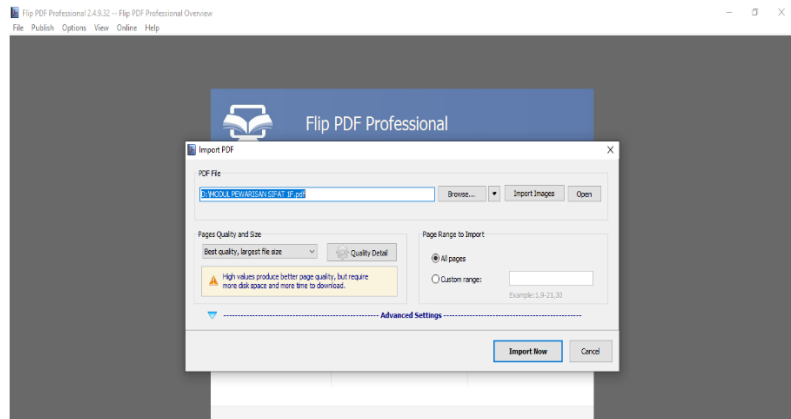 Flip PDF Professional 2.4.9.32 -- Flip PDF Professional Overview
File Publish Options View Online Help
Flip PDF Professional
Import PDF
X
PDF File
D:\MODUL PEWARISAN SIFAT 1F.pdf
Browse... Import Images Open
Pages Quality and Size Page Range to Import
Best quality, largest file size Quality Detail All pages
High values produce better page quality, but require
more disk space and more time to download.
Custom range:
Example: 1,9-21,30
Advanced Settings
Import Now Cancel